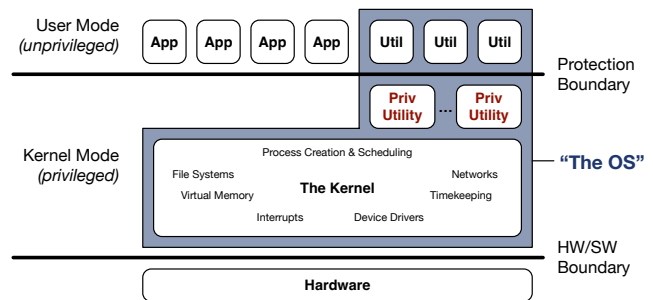 User Mode
(unprivileged)
App App App App Util Util Util
Protection
Boundary
Priv
Utility
...
Priv
Utility
Kernel Mode
(privileged)
Process Creation & Scheduling
File Systems
Networks
The Kernel
Virtual Memory
Timekeeping
Interrupts
Device Drivers
“The OS”
HW/SW
Boundary
Hardware